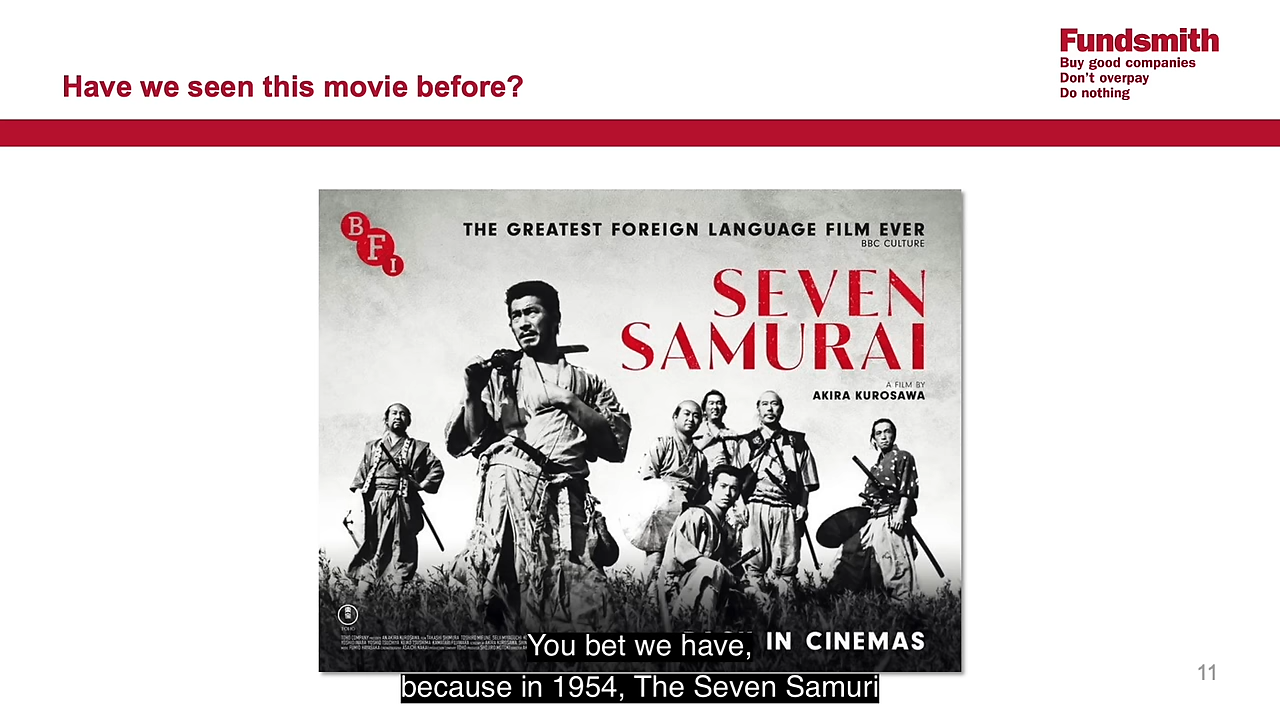 Fundsmith
Buy good companies
Don't overpay
Do nothing
Have we seen this movie before?
BFI
THE GREATEST FOREIGN LANGUAGE FILM EVER
BBC CULTURE
SEVEN
SAMURAI
A FILM BY
AKIRA KUROSAWA
IN CINEMAS
You bet we have,
because in 1954, The Seven Samuri
11